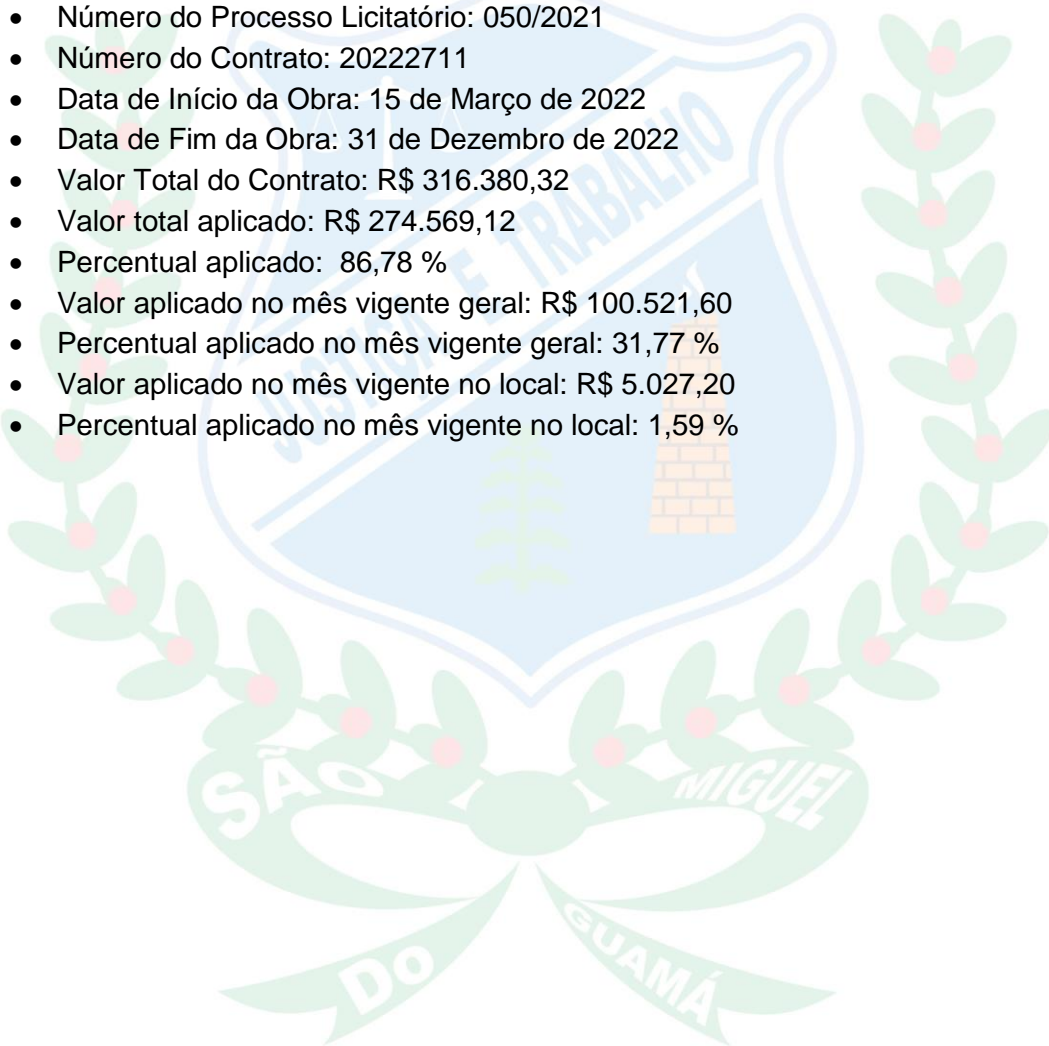 • Número do Processo Licitatório: 050/2021
• Número do Contrato: 20222711
• Data de Início da Obra: 15 de Março de 2022
• Data de Fim da Obra: 31 de Dezembro de 2022
• Valor Total do Contrato: R$ 316.380,32
• Valor total aplicado: R$ 274.569,12
• Percentual aplicado: 86,78 %
• Valor aplicado no mês vigente geral: R$ 100.521,60
• Percentual aplicado no mês vigente geral: 31,77 %
• Valor aplicado no mês vigente no local: R$ 5.027,20
• Percentual aplicado no mês vigente no local: 1,59 %
JUSTIÇA E TRABALHO
SÃO MIGUEL
DO GUAMÁ